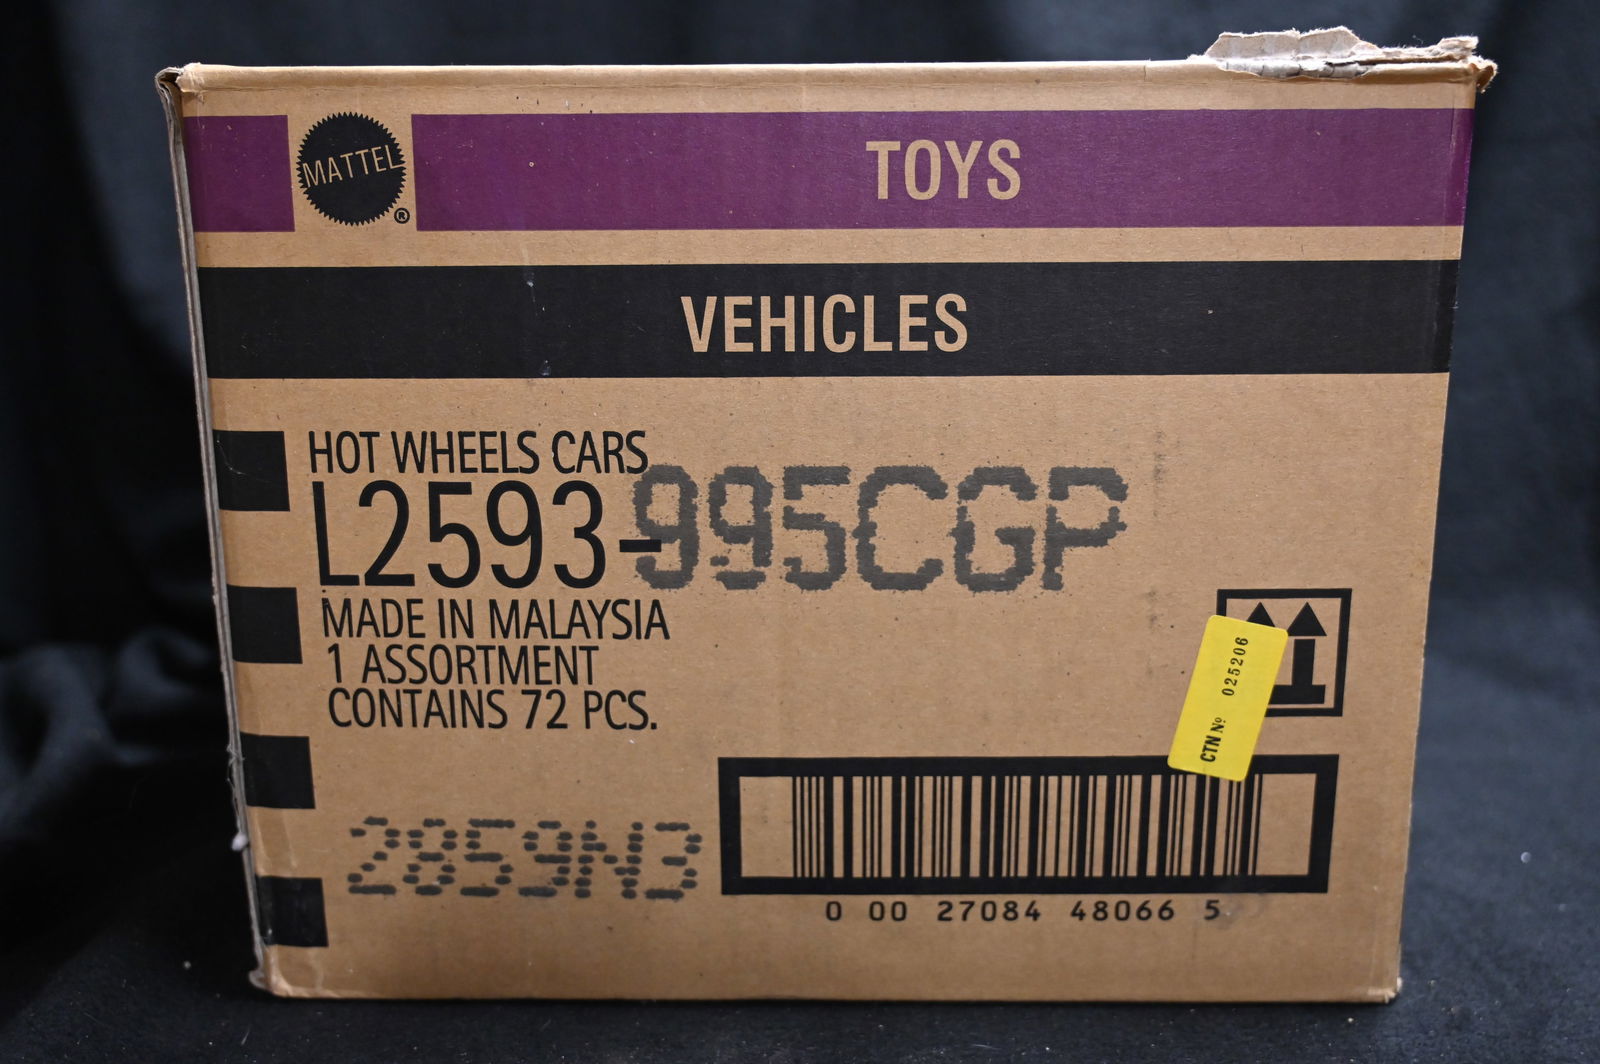 MATTEL
®
TOYS
VEHICLES
HOT WHEELS CARS
L2593-995CGP
MADE IN MALAYSIA
1 ASSORTMENT
CONTAINS 72 PCS.
CTN Nº 025206
2859N3
0 00 27084 48066 5